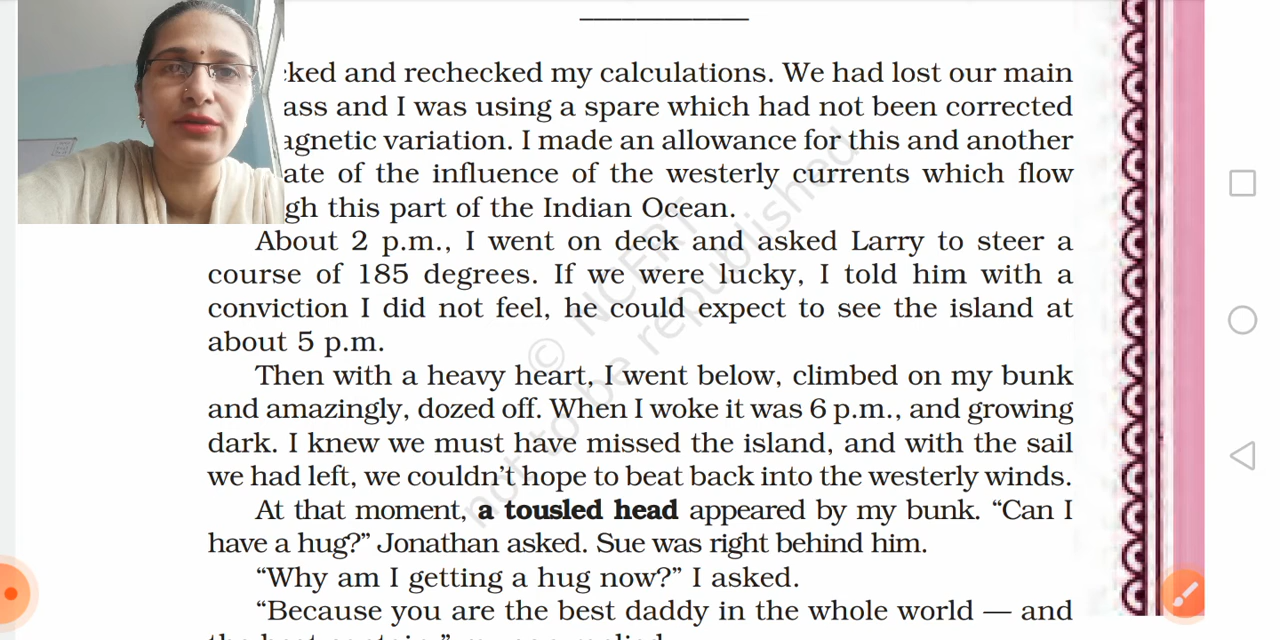 cked and rechecked my calculations. We had lost our main
ass and I was using a spare which had not been corrected
agnetic variation. I made an allowance for this and another
ate of the influence of the westerly currents which flow
gh this part of the Indian Ocean.
About 2 p.m., I went on deck and asked Larry to steer a
course of 185 degrees. If we were lucky, I told him with a
conviction I did not feel, he could expect to see the island at
about 5 p.m.
Then with a heavy heart, I went below, climbed on my bunk
and amazingly, dozed off. When I woke it was 6 p.m., and growing
dark. I knew we must have missed the island, and with the sail
we had left, we couldn’t hope to beat back into the westerly winds.
At that moment, a tousled head appeared by my bunk. “Can I
have a hug?” Jonathan asked. Sue was right behind him.
“Why am I getting a hug now?” I asked.
“Because you are the best daddy in the whole world — and
© NCERT
not to be republished